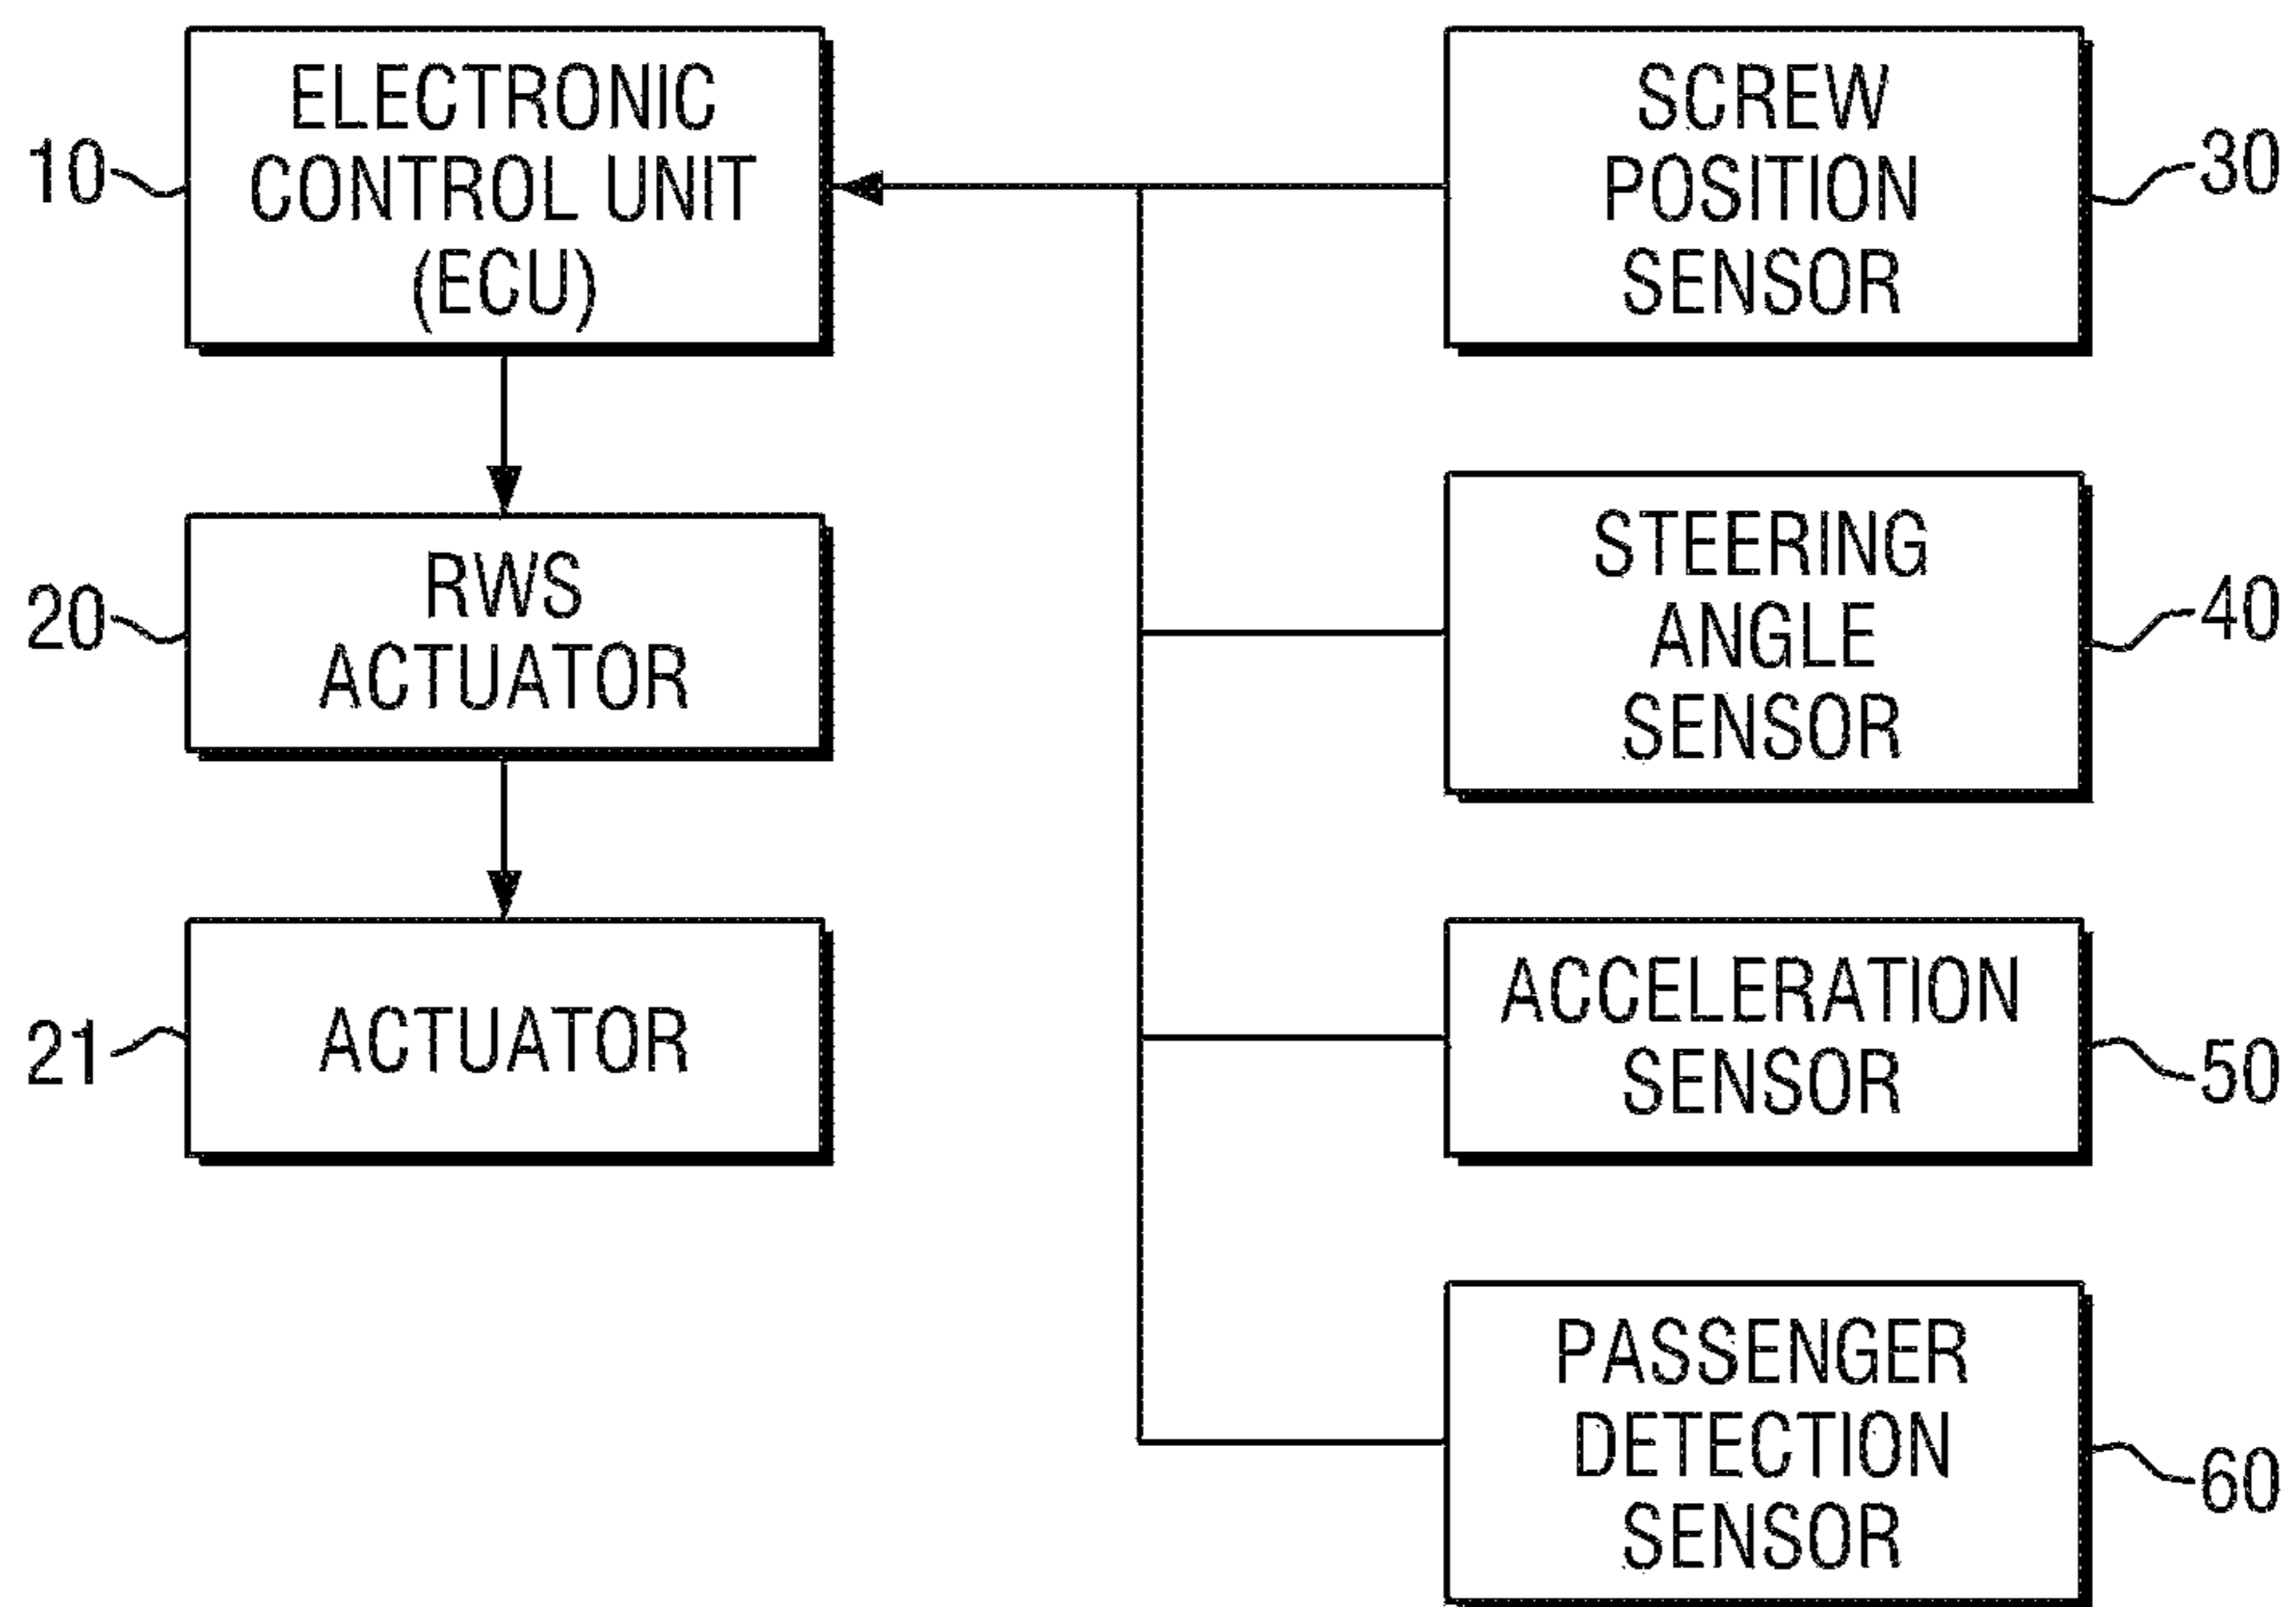 10
ELECTRONIC
CONTROL UNIT
(ECU)
20
RWS
ACTUATOR
21
ACTUATOR
SCREW
POSITION
SENSOR
30
STEERING
ANGLE
SENSOR
40
ACCELERATION
SENSOR
50
PASSENGER
DETECTION
SENSOR
60